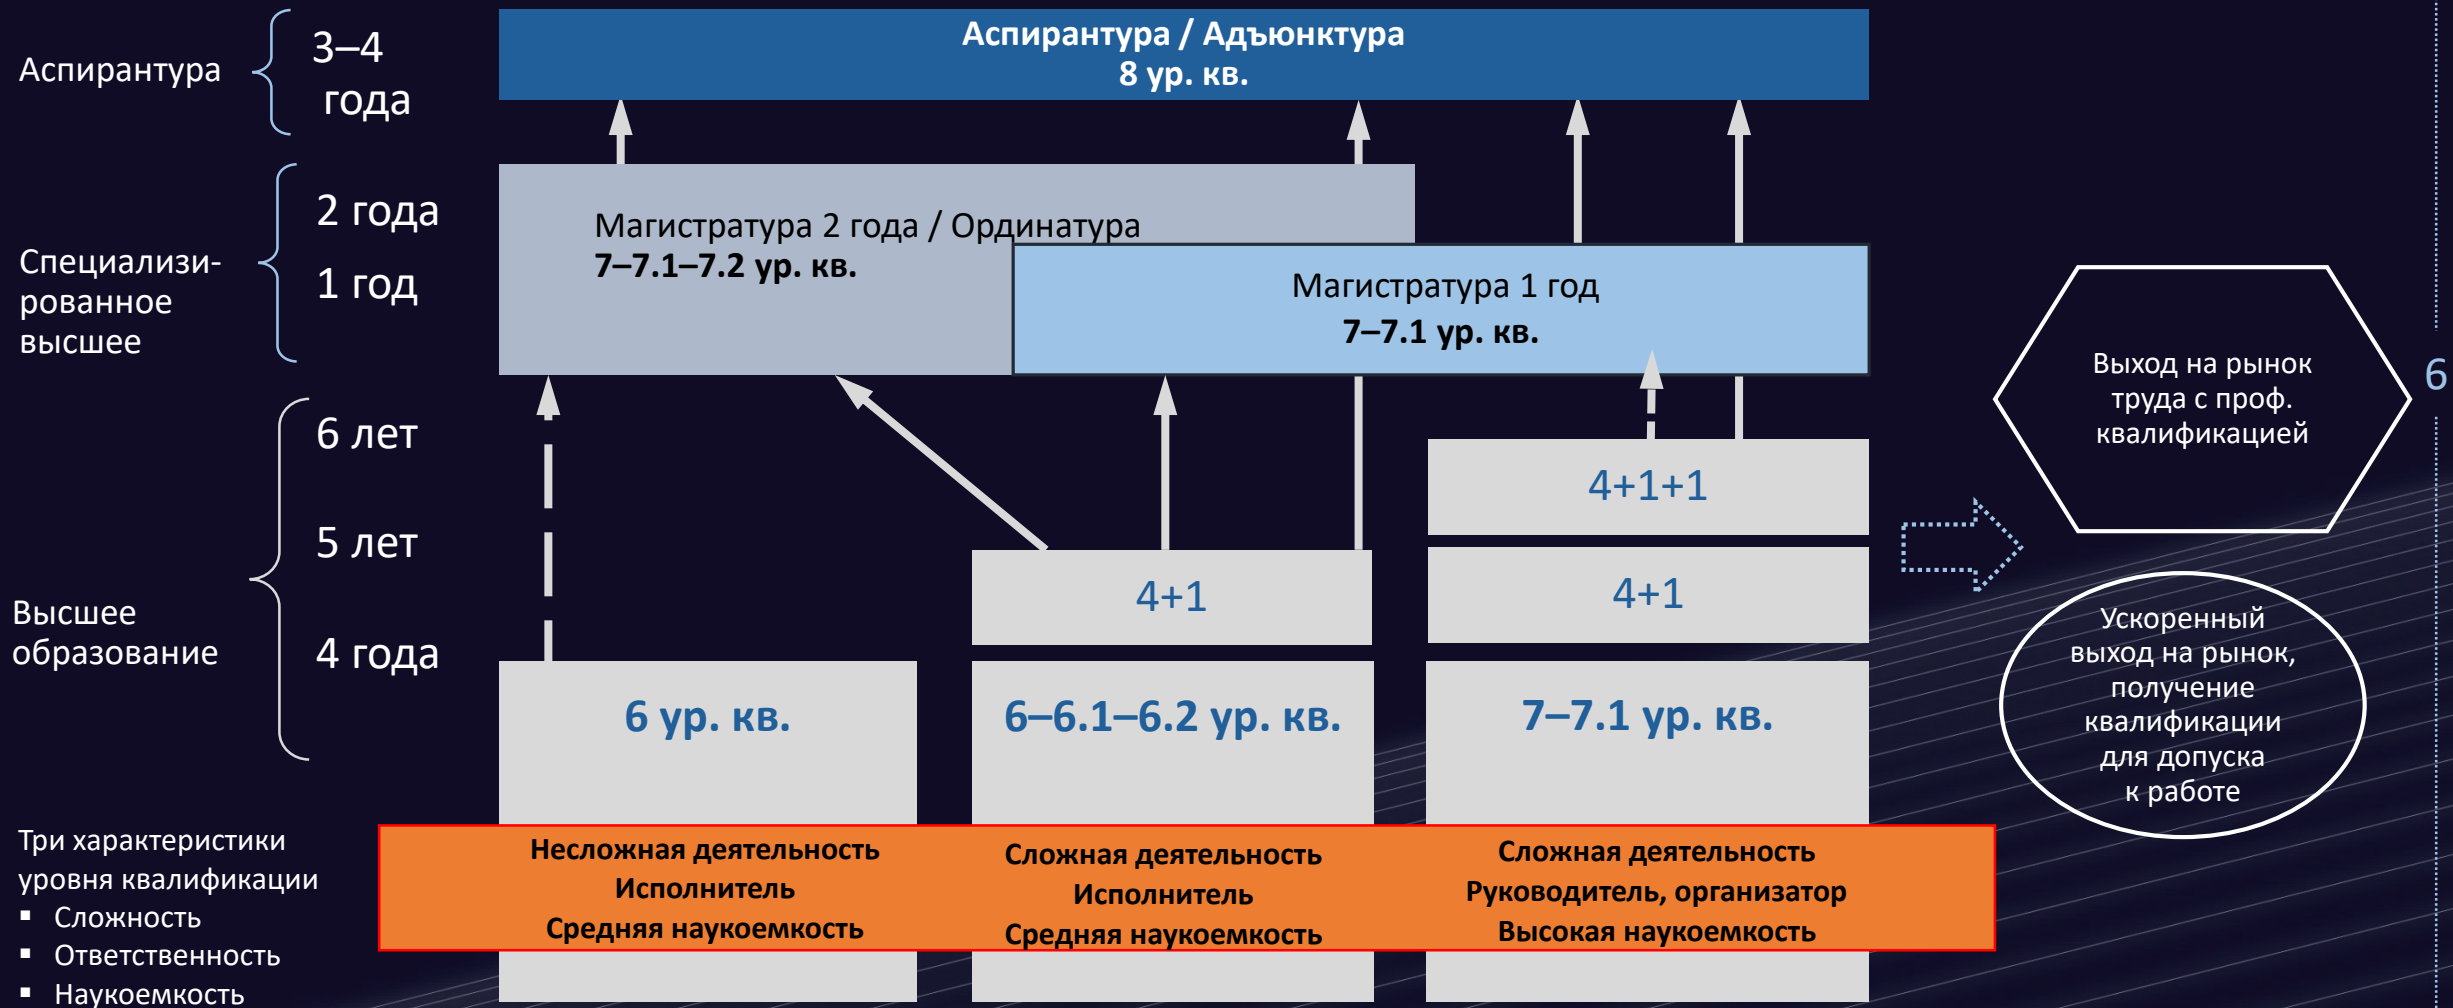 Аспирантура
3–4
года
Аспирантура / Адъюнктура
8 ур. кв.
Специализи-
рованное
высшее
2 года
1 год
Магистратура 2 года / Ординатура
7–7.1–7.2 ур. кв.
Магистратура 1 год
7–7.1 ур. кв.
Высшее
образование
6 лет
5 лет
4 года
4+1
4+1+1
4+1
6 ур. кв.
6–6.1–6.2 ур. кв.
7–7.1 ур. кв.
Выход на рынок
труда с проф.
квалификацией
6
Ускоренный
выход на рынок,
получение
квалификации
для допуска
к работе
Три характеристики
уровня квалификации
▪ Сложность
▪ Ответственность
▪ Наукоемкость
Несложная деятельность
Исполнитель
Средняя наукоемкость
Сложная деятельность
Исполнитель
Средняя наукоемкость
Сложная деятельность
Руководитель, организатор
Высокая наукоемкость